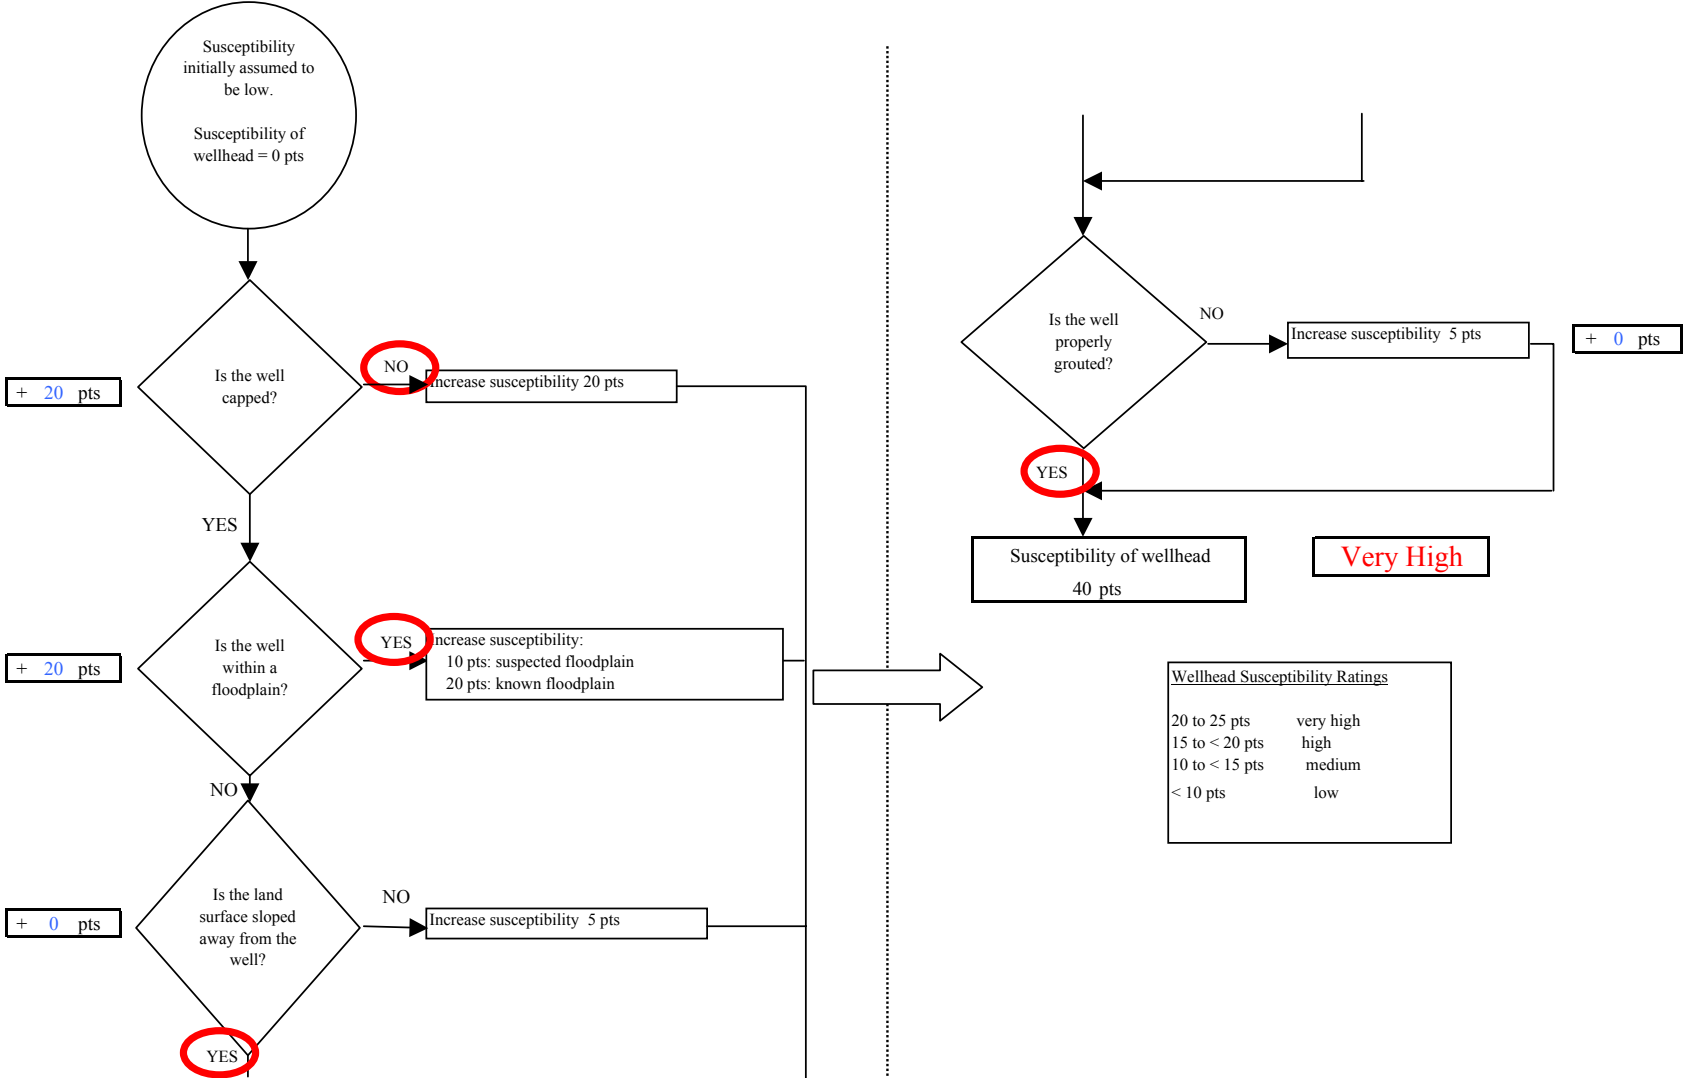 Susceptibility
initially assumed to
be low.
Susceptibility of
wellhead = 0 pts
Is the well
capped?
NO
Increase susceptibility 20 pts
+ 20 pts
YES
Is the well
within a
floodplain?
YES
Increase susceptibility:
10 pts: suspected floodplain
20 pts: known floodplain
+ 20 pts
NO
Is the land
surface sloped
away from the
well?
NO
Increase susceptibility 5 pts
+ 0 pts
YES
Is the well
properly
grouted?
NO
Increase susceptibility 5 pts
+ 0 pts
YES
Susceptibility of wellhead
40 pts
Very High
Wellhead Susceptibility Ratings
20 to 25 pts very high
15 to < 20 pts high
10 to < 15 pts medium
< 10 pts low